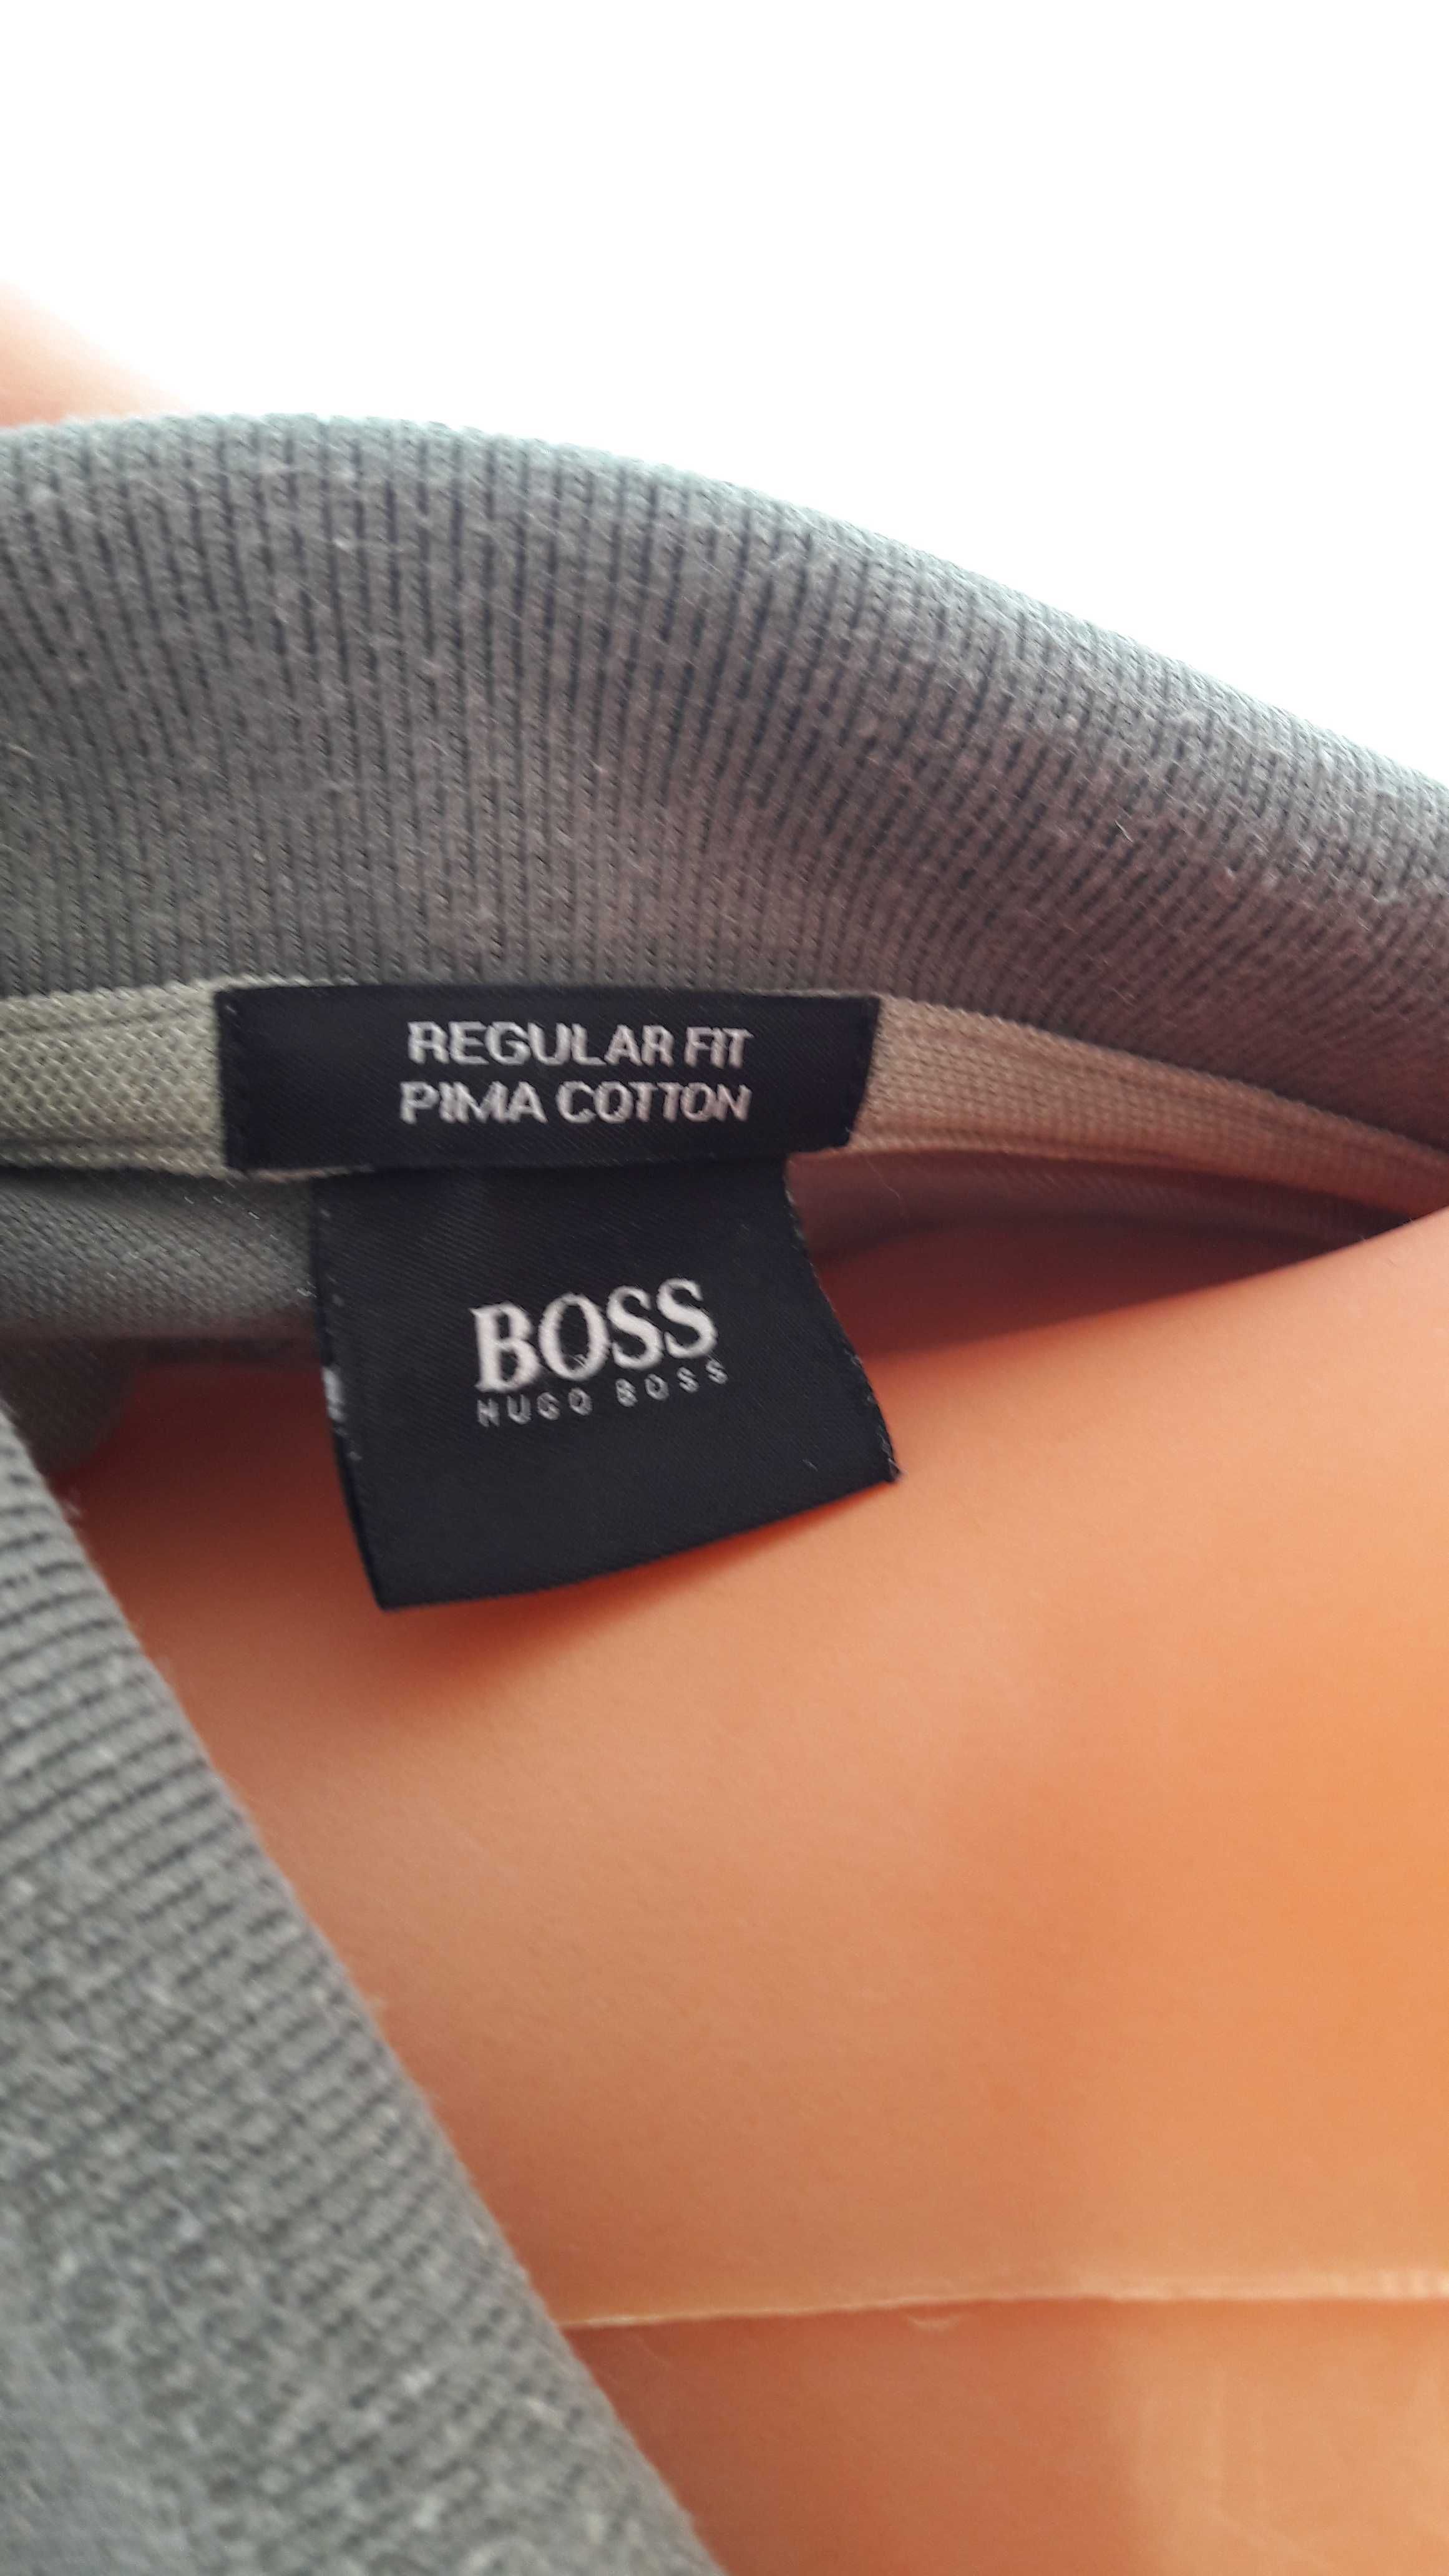 REGULAR FIT
PIMA COTTON
BOSS
HUGO BOSS